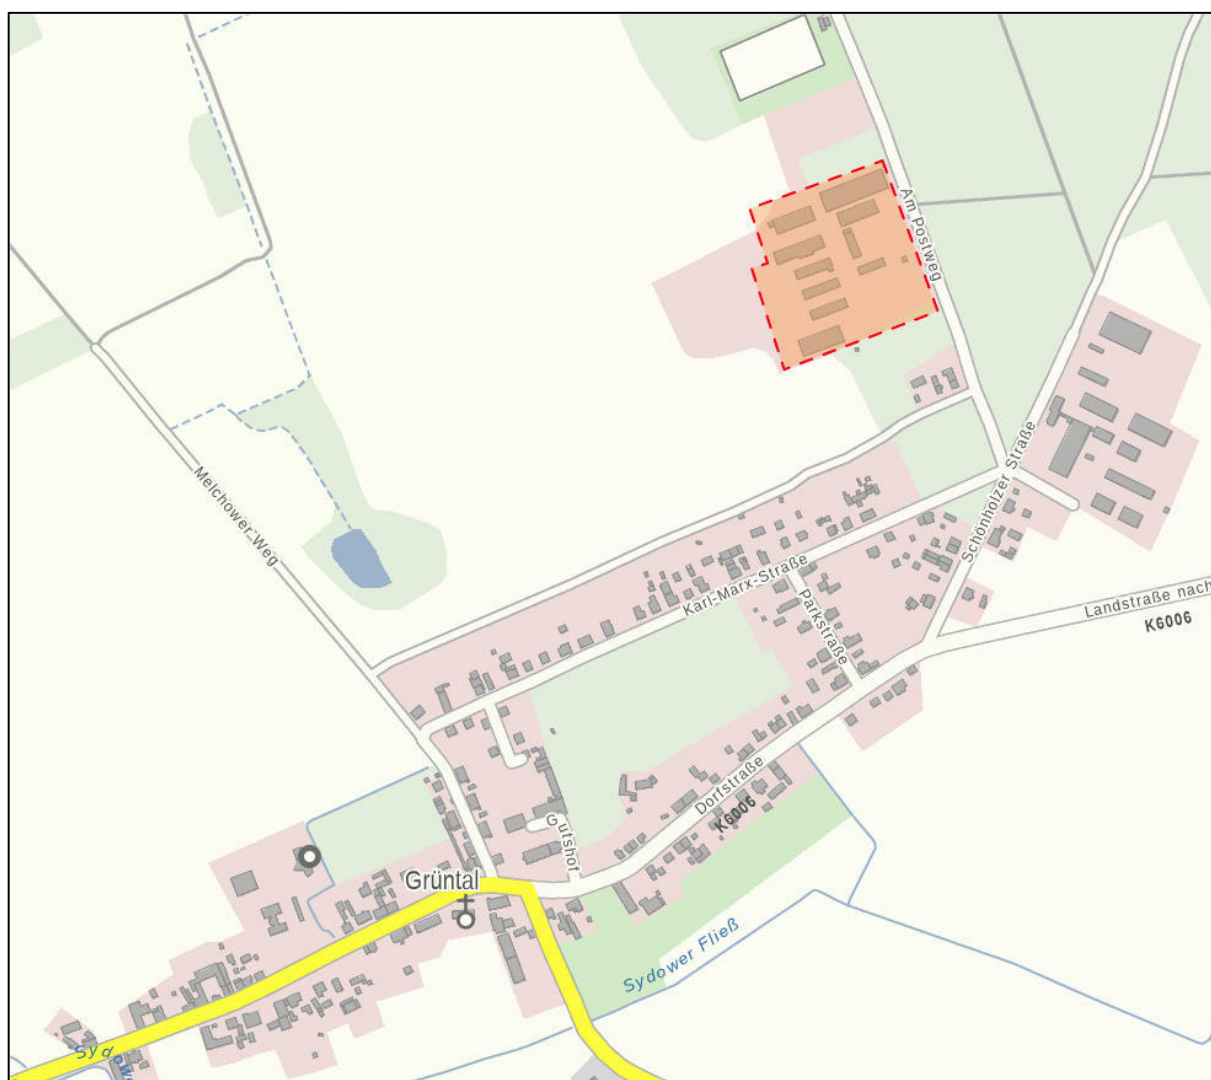 Am Postweg
Melchower Weg
Schönholzer Straße
Karl-Marx-Straße
Parkstraße
Landstraße nach
K6006
Dorfstraße
K6006
Gutshof
Grüntal
Sydower Fließ
Sydowe